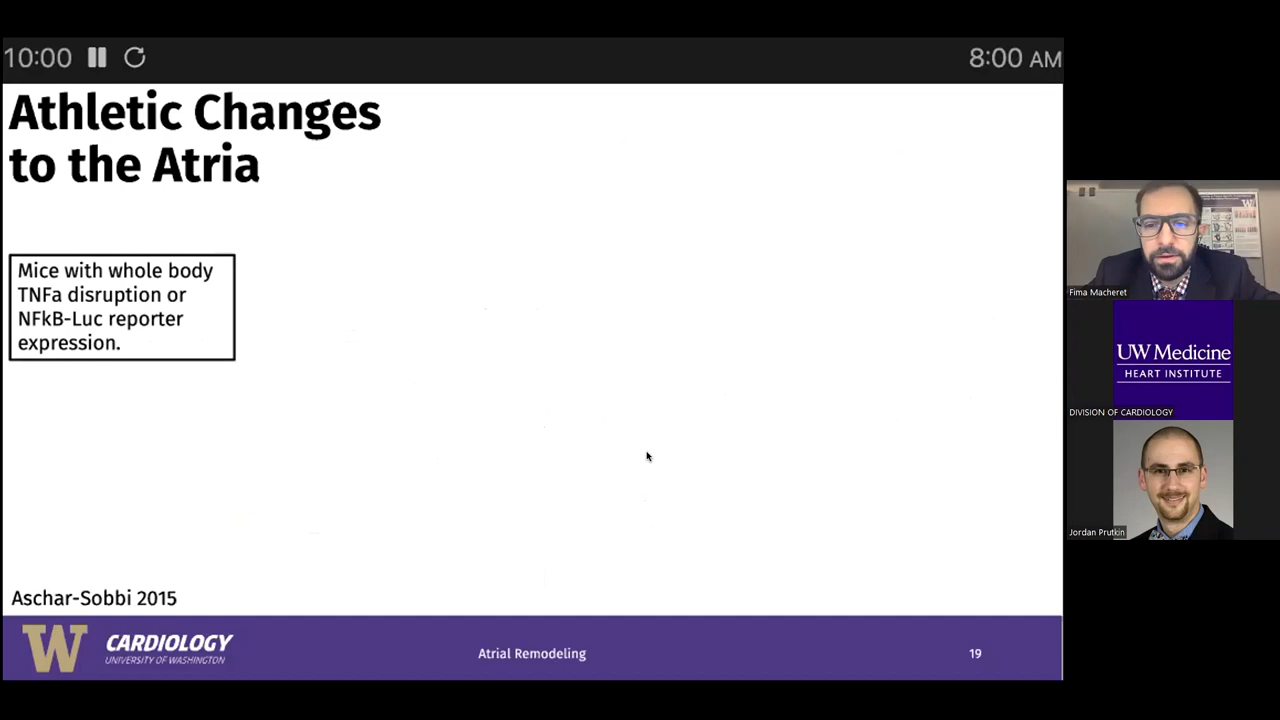 10:00
8:00 AM
Athletic Changes
to the Atria
Mice with whole body
TNFa disruption or
NFkB-Luc reporter
expression.
Aschar-Sobbi 2015
W
CARDIOLOGY
UNIVERSITY OF WASHINGTON
Atrial Remodeling
19
W
Fima Macheret
UW Medicine
HEART INSTITUTE
DIVISION OF CARDIOLOGY
Jordan Prutkin